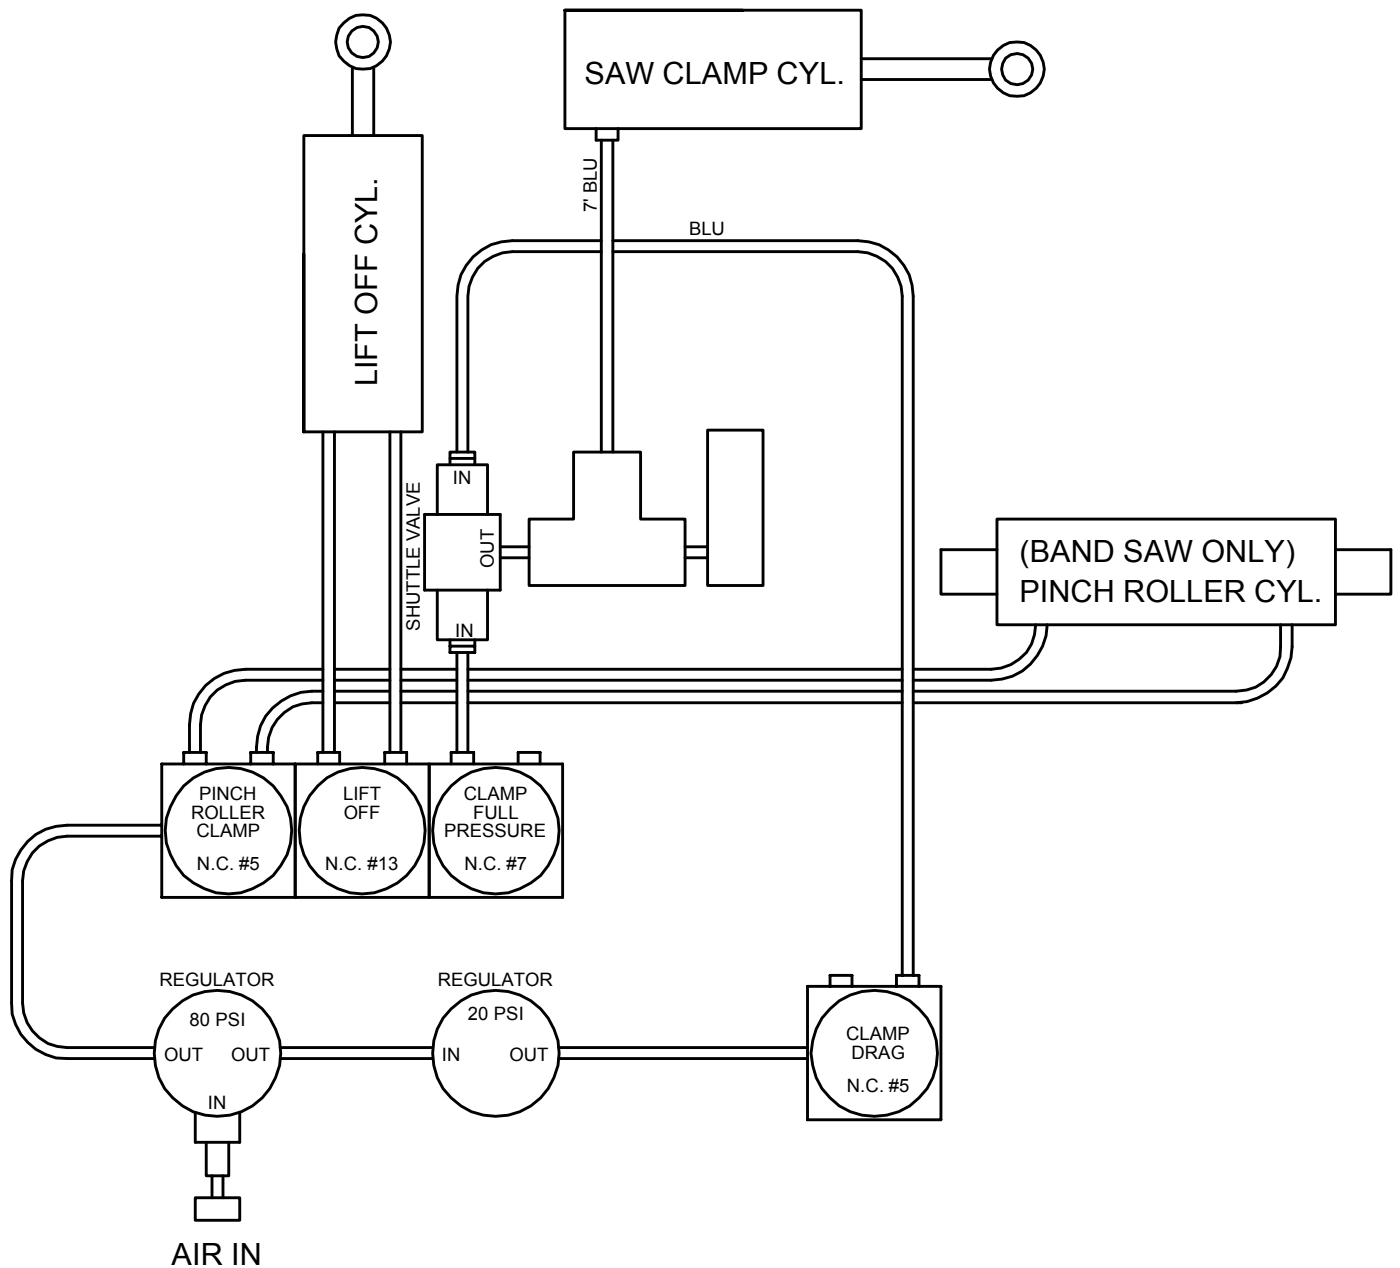 SAW CLAMP CYL.
LIFT OFF CYL.
7' BLU
BLU
SHUTTLE VALVE
IN
OUT
IN
(BAND SAW ONLY)
PINCH ROLLER CYL.
PINCH
ROLLER
CLAMP
N.C. #5
LIFT
OFF
N.C. #13
CLAMP
FULL
PRESSURE
N.C. #7
REGULATOR
80 PSI
OUT OUT
IN
REGULATOR
20 PSI
IN OUT
CLAMP
DRAG
N.C. #5
AIR IN